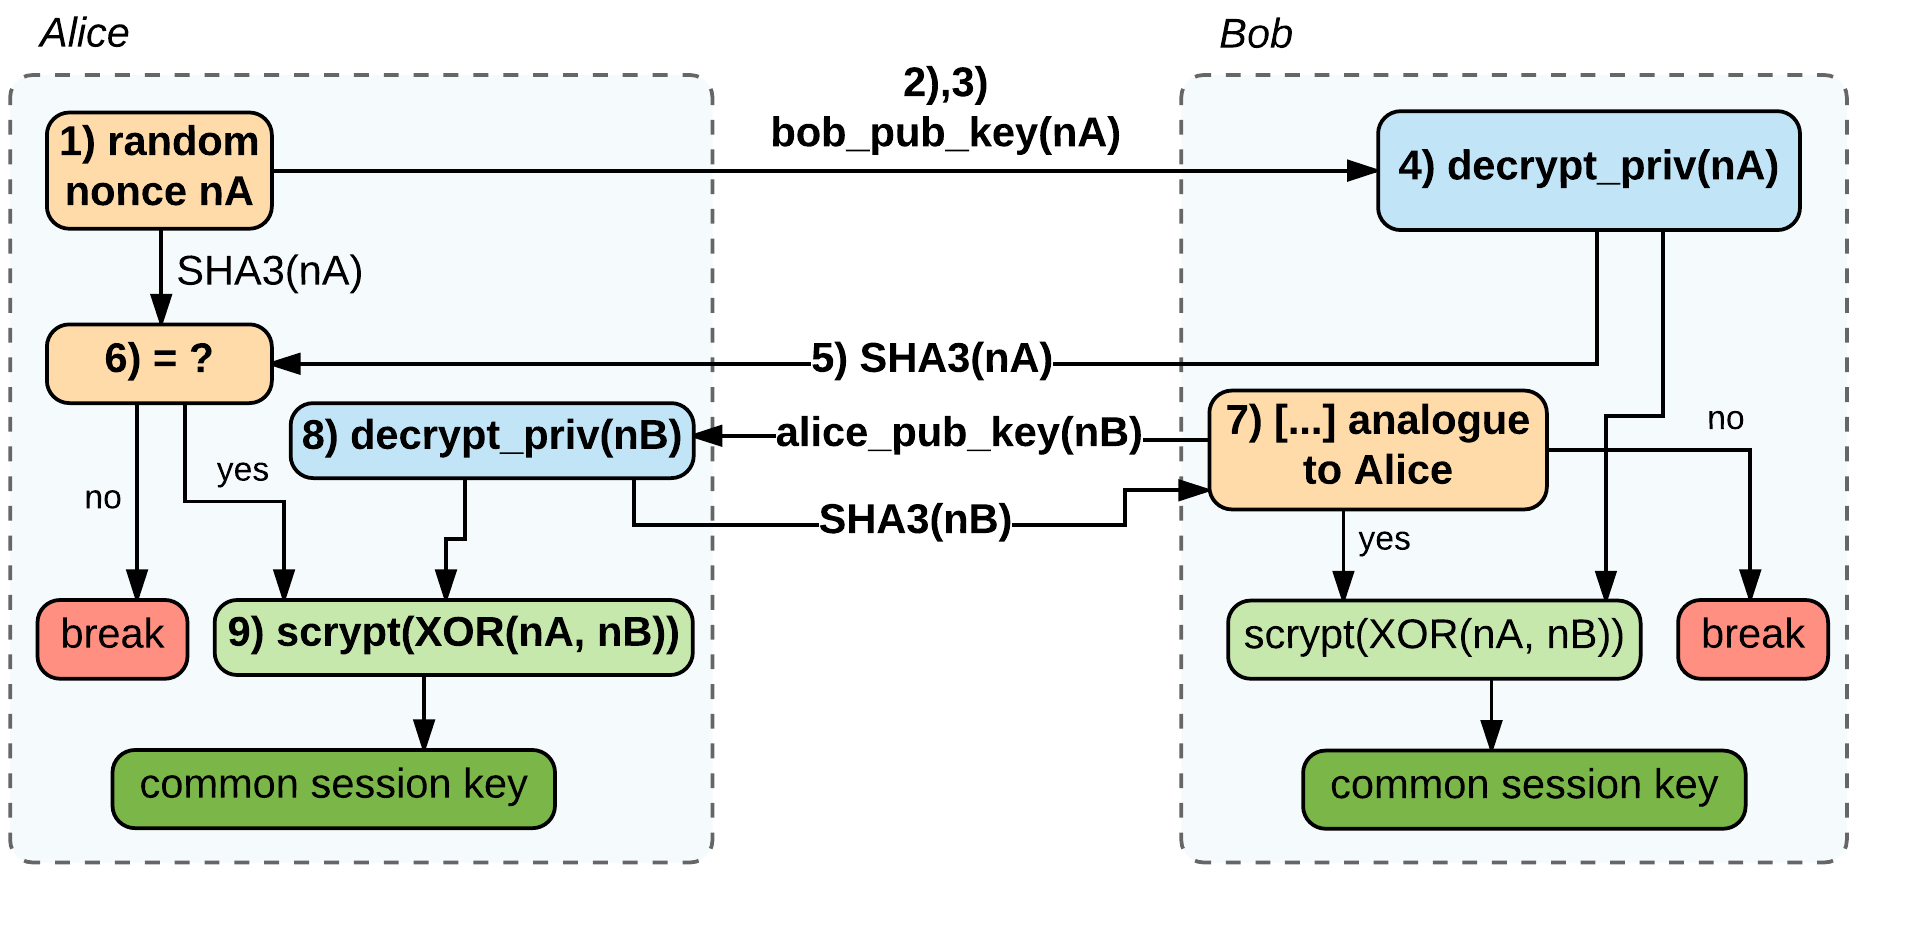 Alice
Bob
2),3)
bob_pub_key(nA)
1) random
nonce nA
4) decrypt_priv(nA)
SHA3(nA)
6) = ?
5) SHA3(nA)
8) decrypt_priv(nB)
alice_pub_key(nB)
7) [...] analogue
to Alice
no
yes
no
SHA3(nB)
yes
break
9) scrypt(XOR(nA, nB))
scrypt(XOR(nA, nB))
break
common session key
common session key